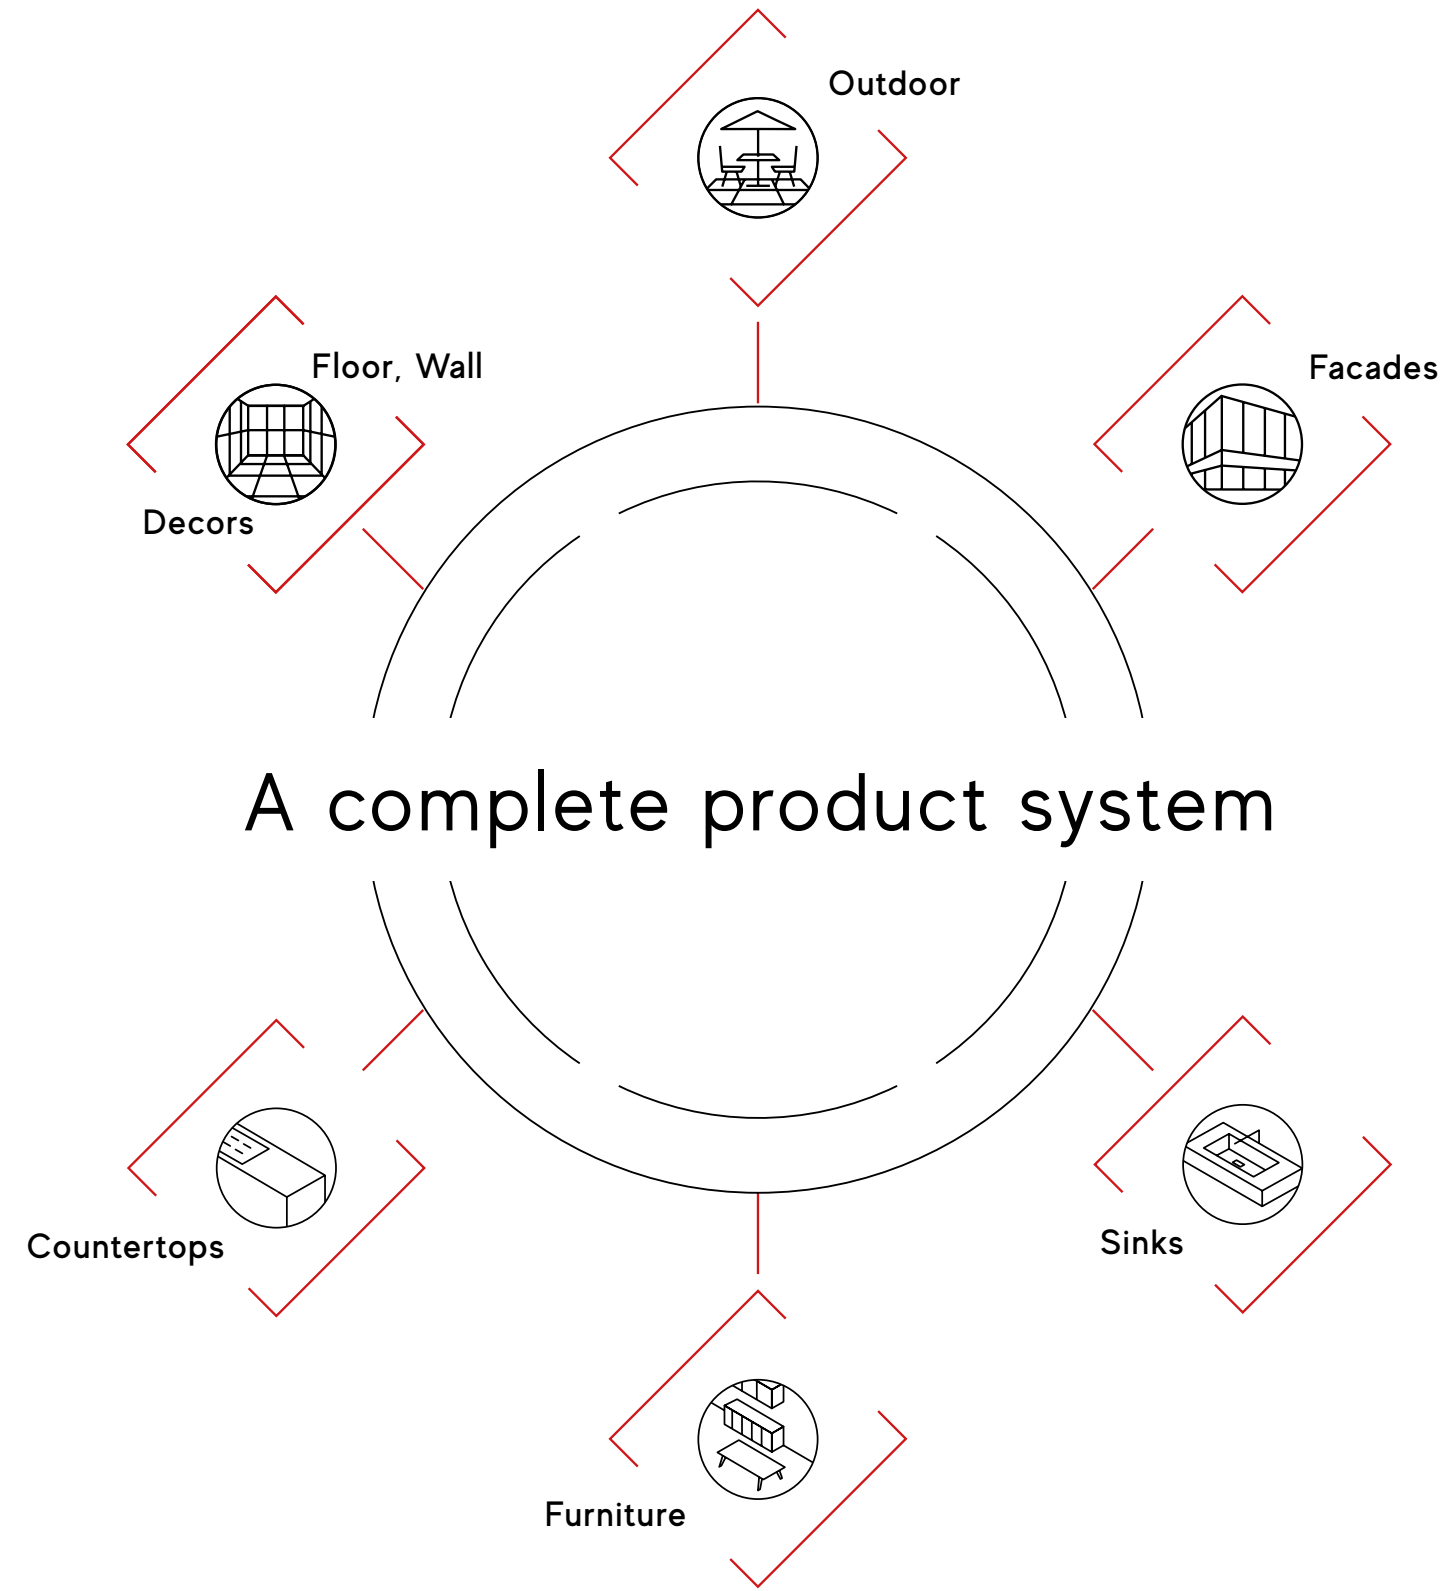 Outdoor
Floor, Wall
Facades
Decors
A complete product system
Countertops
Sinks
Furniture